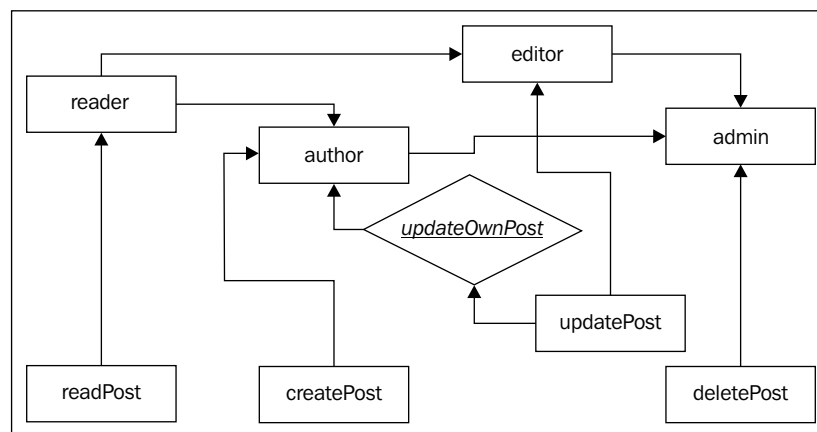 editor
reader
admin
author
updateOwnPost
updatePost
readPost
createPost
deletePost